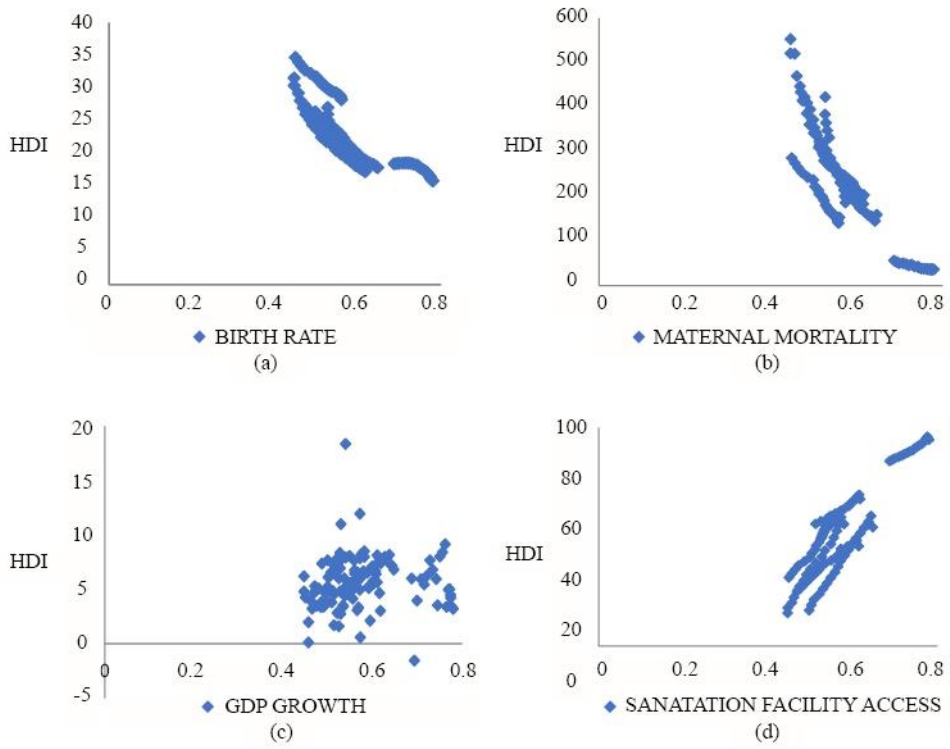 40
35
30
25
20
15
10
5
0
HDI
0 0.2 0.4 0.6 0.8
BIRTH RATE
(a)
600
500
400
300
200
100
0
HDI
0 0.2 0.4 0.6 0.8
MATERNAL MORTALITY
(b)
20
15
10
5
0
-5
HDI
0 0.2 0.4 0.6 0.8
GDP GROWTH
(c)
100
80
60
40
20
0
HDI
0 0.2 0.4 0.6 0.8
SANATATION FACILITY ACCESS
(d)